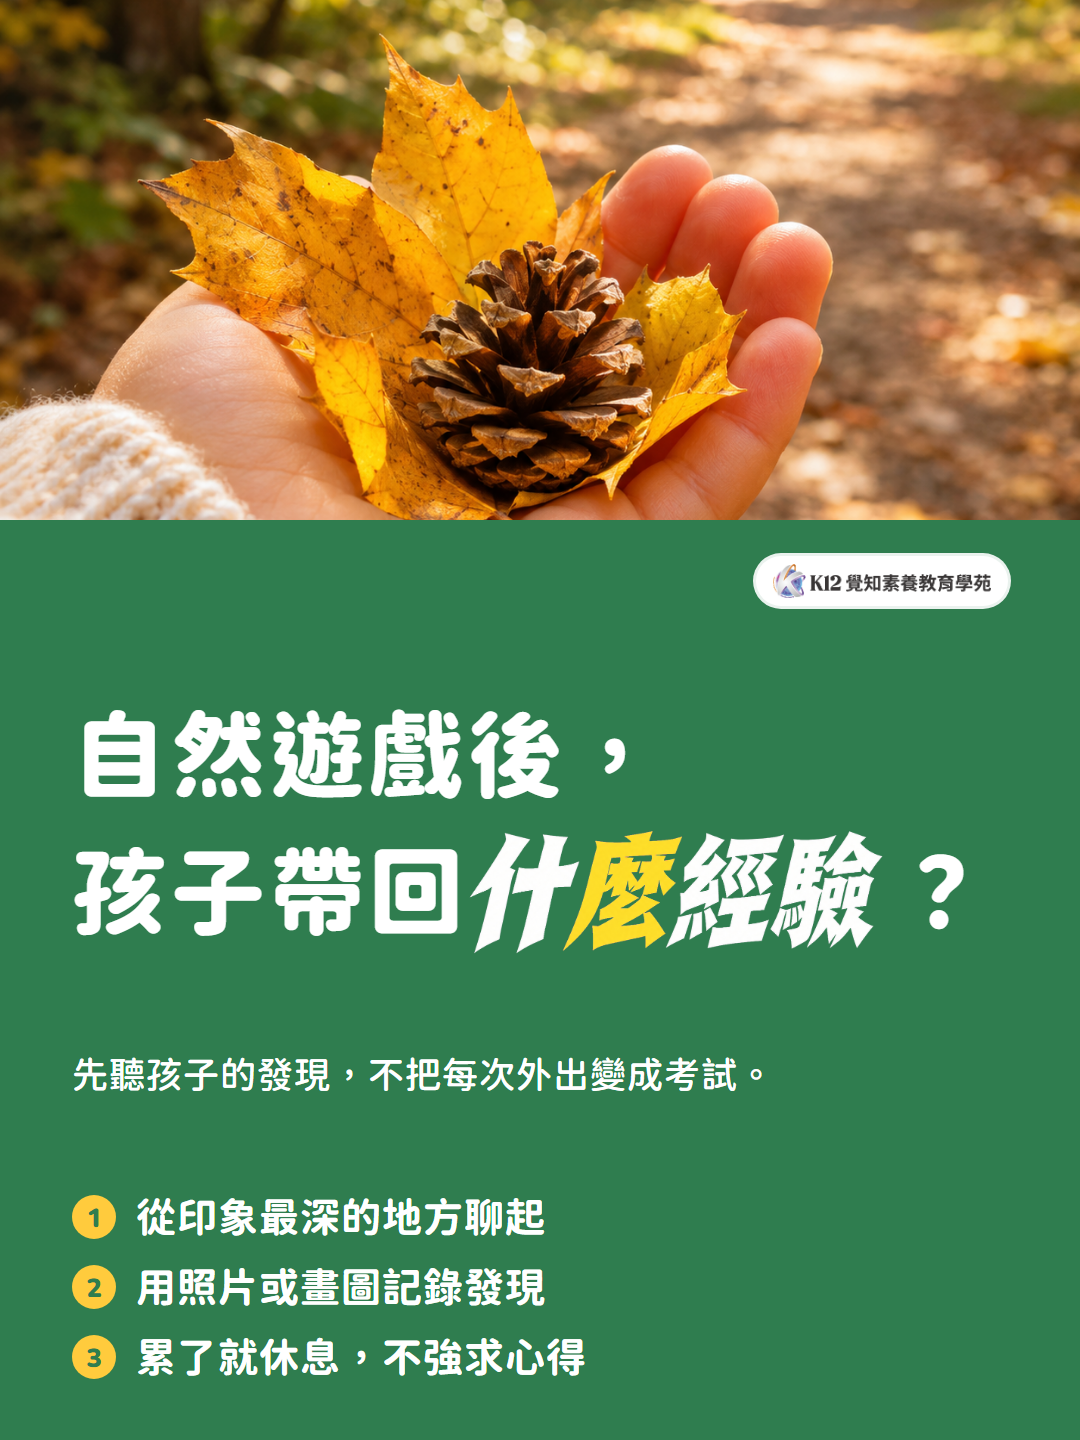 K12 覺知素養教育學苑
自然遊戲後，
孩子帶回什麼經驗？
先聽孩子的發現，不把每次外出變成考試。
1 從印象最深的地方聊起
2 用照片或畫圖記錄發現
3 累了就休息，不強求心得